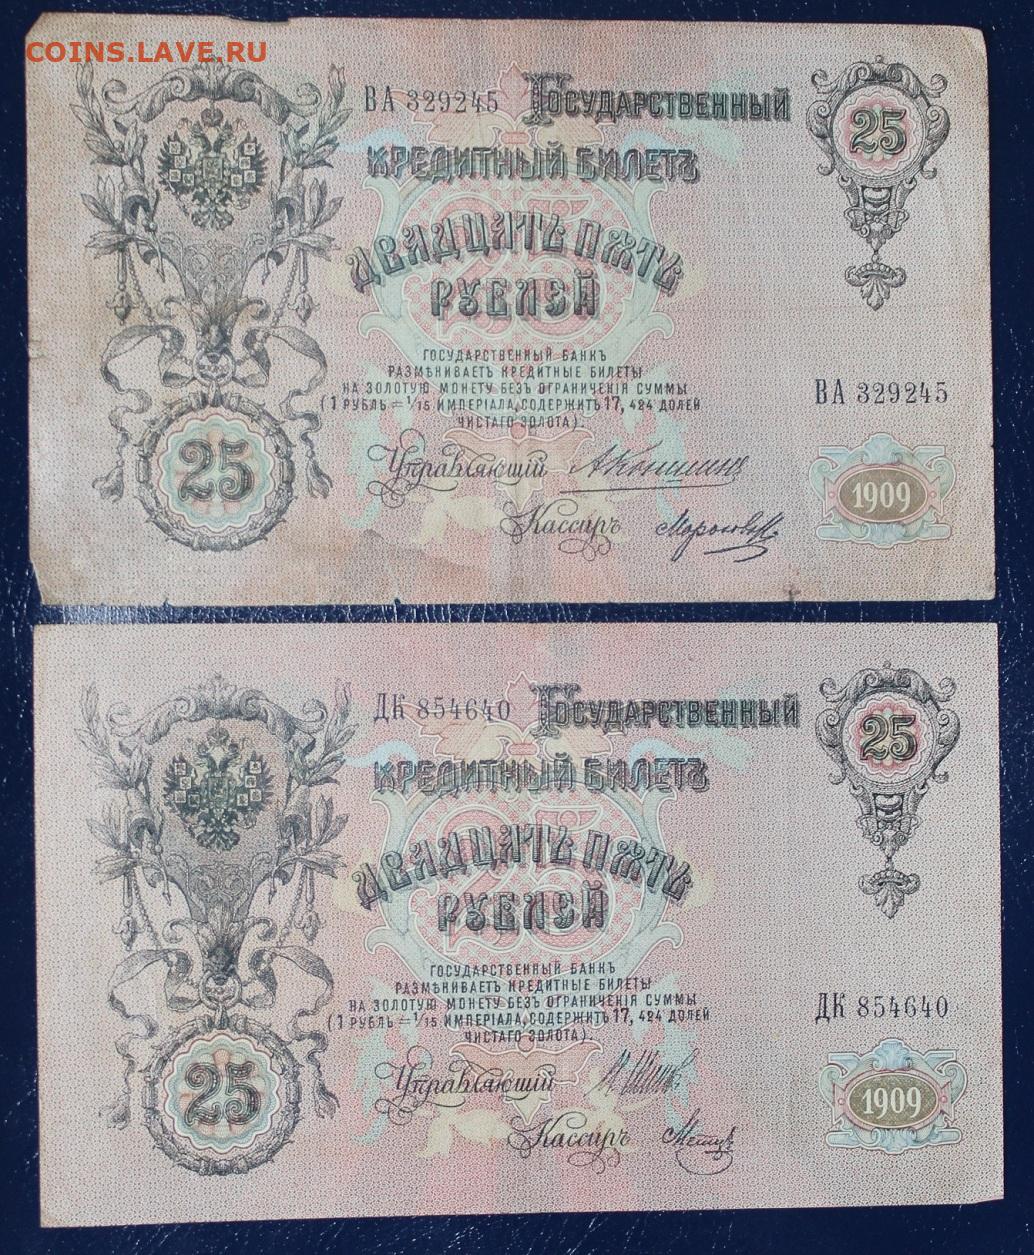 COINS.LAVE.RU
ВА 329245 Государственный
25
кредитный билетъ
двадцать пять
рублей
ГОСУДАРСТВЕННЫЙ БАНКЪ
РАЗМѢНИВАЕТЪ КРЕДИТНЫЕ БИЛЕТЫ
НА ЗОЛОТУЮ МОНЕТУ БЕЗЪ ОГРАНИЧЕНІЯ СУММЫ
(1 РУБЛЬ = 1/15 ИМПЕРІАЛА, СОДЕРЖИТЪ 17,424 ДОЛЕЙ
ЧИСТАГО ЗОЛОТА).
ВА 329245
25
Управляющий АКоншинъ
1909
Кассиръ
ДК 854640 Государственный
25
кредитный билетъ
двадцать пять
рублей
ГОСУДАРСТВЕННЫЙ БАНКЪ
РАЗМѢНИВАЕТЪ КРЕДИТНЫЕ БИЛЕТЫ
НА ЗОЛОТУЮ МОНЕТУ БЕЗЪ ОГРАНИЧЕНІЯ СУММЫ
(1 РУБЛЬ = 1/15 ИМПЕРІАЛА, СОДЕРЖИТЪ 17,424 ДОЛЕЙ
ЧИСТАГО ЗОЛОТА).
ДК 854640
25
Управляющий
1909
Кассиръ